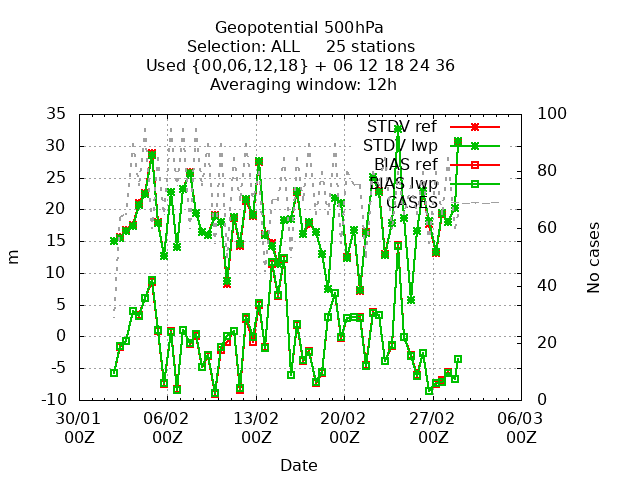 Geopotential 500hPa
Selection: ALL 25 stations
Used {00,06,12,18} + 06 12 18 24 36
Averaging window: 12h
35 100
STDV ref
30
STDV lwp
25 80
BIAS ref
BIAS lwp
20
CASES
15 60
10
5 40
0
20
-5
-10 0
m
No cases
30/01 06/02 13/02 20/02 27/02 06/03
00Z 00Z 00Z 00Z 00Z 00Z
Date